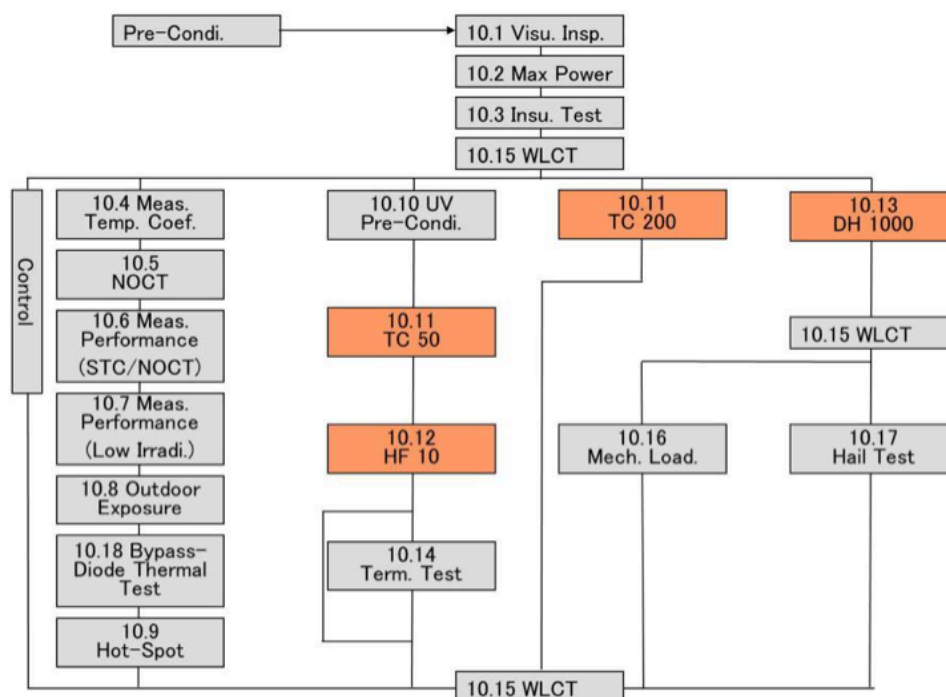 Pre-Condi.
10.1 Visu. Insp.
10.2 Max Power
10.3 Insu. Test
10.15 WLCT
Control
10.4 Meas.
Temp. Coef.
10.5
NOCT
10.6 Meas.
Performance
(STC/NOCT)
10.7 Meas.
Performance
(Low Irradi.)
10.8 Outdoor
Exposure
10.18 Bypass-
Diode Thermal
Test
10.9
Hot-Spot
10.10 UV
Pre-Condi.
10.11
TC 50
10.12
HF 10
10.14
Term. Test
10.11
TC 200
10.13
DH 1000
10.15 WLCT
10.16
Mech. Load.
10.17
Hail Test
10.15 WLCT